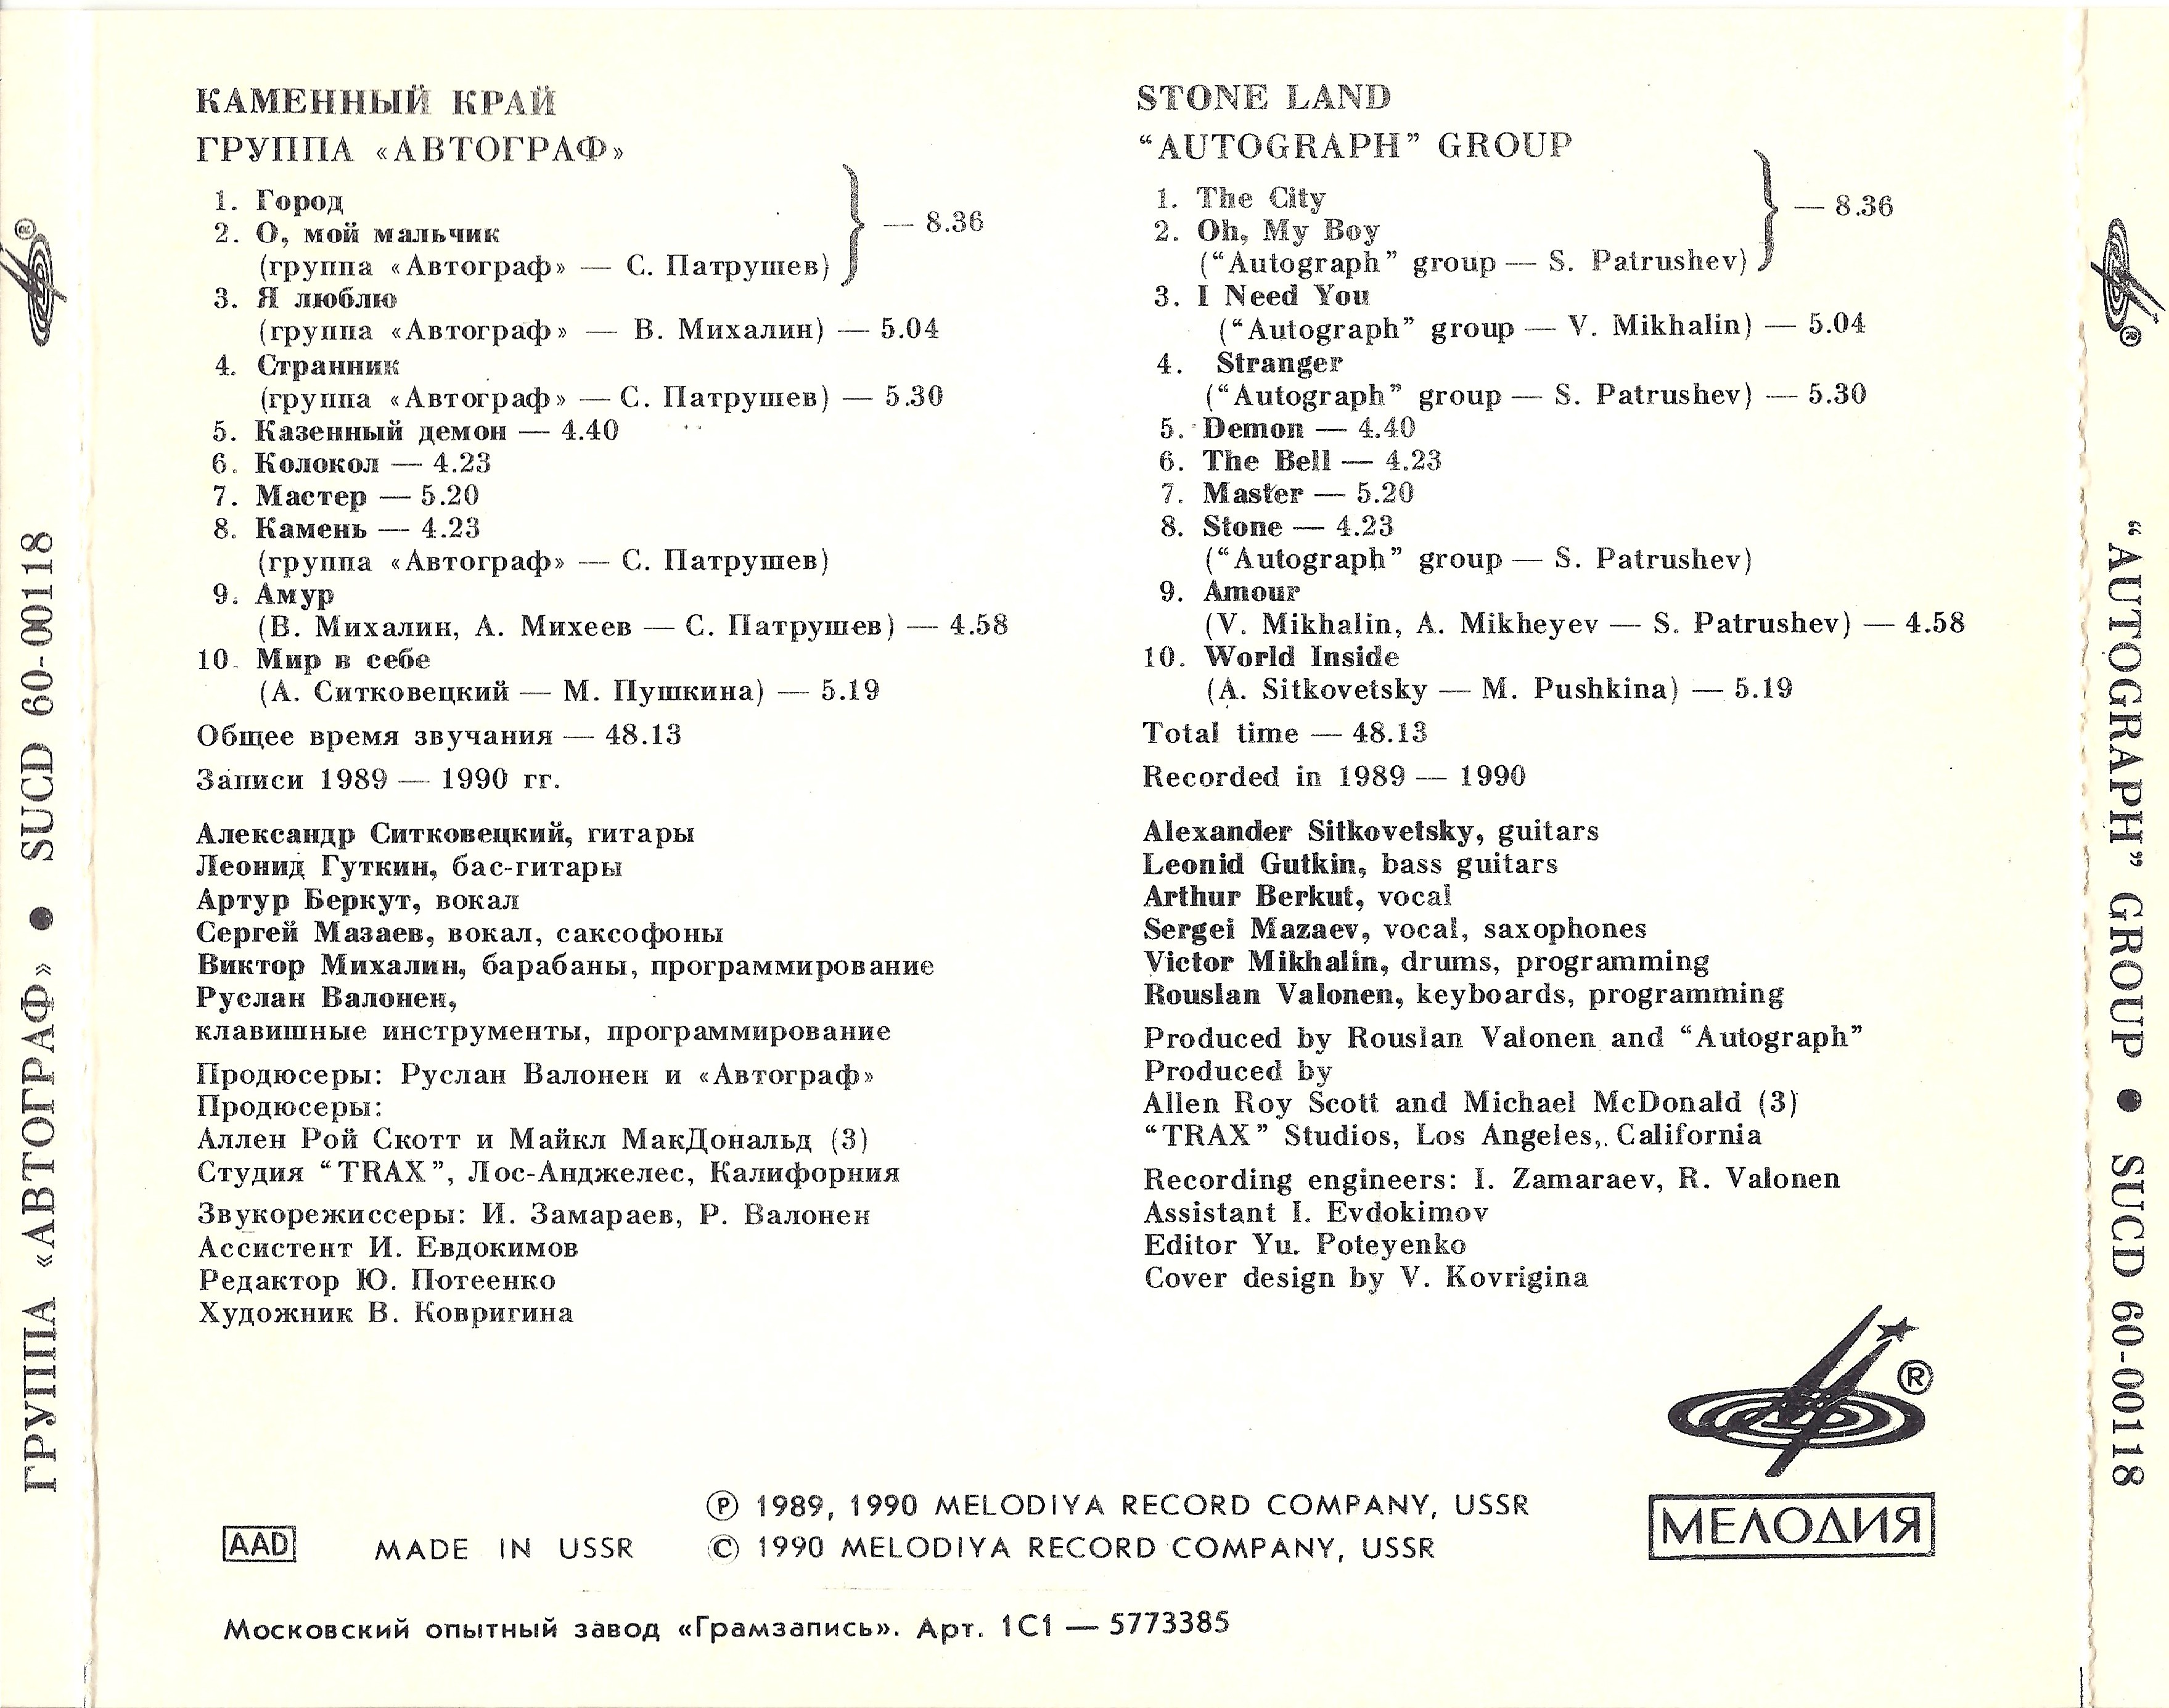 КАМЕННЫЙ КРАЙ
ГРУППА «АВТОГРАФ»
1. Город
2. О, мой мальчик
(группа «Автограф» — С. Патрушев) — 8.36
3. Я люблю
(группа «Автограф» — В. Михалин) — 5.04
4. Странник
(группа «Автограф» — С. Патрушев) — 5.30
5. Казенный демон — 4.40
6. Колокол — 4.23
7. Мастер — 5.20
8. Камень — 4.23
(группа «Автограф» — С. Патрушев)
9. Амур
(В. Михалин, А. Михеев — С. Патрушев) — 4.58
10. Мир в себе
(А. Ситковецкий — М. Пушкина) — 5.19
Общее время звучания — 48.13
Записи 1989 — 1990 гг.
Александр Ситковецкий, гитары
Леонид Гуткин, бас-гитары
Артур Беркут, вокал
Сергей Мазаев, вокал, саксофоны
Виктор Михалин, барабаны, программирование
Руслан Валонен,
клавишные инструменты, программирование
Продюсеры: Руслан Валонен и «Автограф»
Продюсеры:
Аллен Рой Скотт и Майкл МакДональд (3)
Студия “TRAX”, Лос-Анджелес, Калифорния
Звукорежиссеры: И. Замараев, Р. Валонен
Ассистент И. Евдокимов
Редактор Ю. Потеенко
Художник В. Ковригина
STONE LAND
“AUTOGRAPH” GROUP
1. The City
2. Oh, My Boy
(“Autograph” group — S. Patrushev) — 8.36
3. I Need You
(“Autograph” group — V. Mikhalin) — 5.04
4. Stranger
(“Autograph” group — S. Patrushev) — 5.30
5. Demon — 4.40
6. The Bell — 4.23
7. Master — 5.20
8. Stone — 4.23
(“Autograph” group — S. Patrushev)
9. Amour
(V. Mikhalin, A. Mikheyev — S. Patrushev) — 4.58
10. World Inside
(A. Sitkovetsky — M. Pushkina) — 5.19
Total time — 48.13
Recorded in 1989 — 1990
Alexander Sitkovetsky, guitars
Leonid Gutkin, bass guitars
Arthur Berkut, vocal
Sergei Mazaev, vocal, saxophones
Victor Mikhalin, drums, programming
Rouslan Valonen, keyboards, programming
Produced by Rouslan Valonen and “Autograph”
Produced by
Allen Roy Scott and Michael McDonald (3)
“TRAX” Studios, Los Angeles, California
Recording engineers: I. Zamaraev, R. Valonen
Assistant I. Evdokimov
Editor Yu. Poteyenko
Cover design by V. Kovrigina
®
МЕЛОДИЯ
Ⓟ 1989, 1990 MELODIYA RECORD COMPANY, USSR
AAD MADE IN USSR © 1990 MELODIYA RECORD COMPANY, USSR
Московский опытный завод «Грамзапись». Арт. 1С1 — 5773385
ГРУППА «АВТОГРАФ» ● SUCD 60-00118 ®
® “AUTOGRAPH” GROUP ● SUCD 60-00118